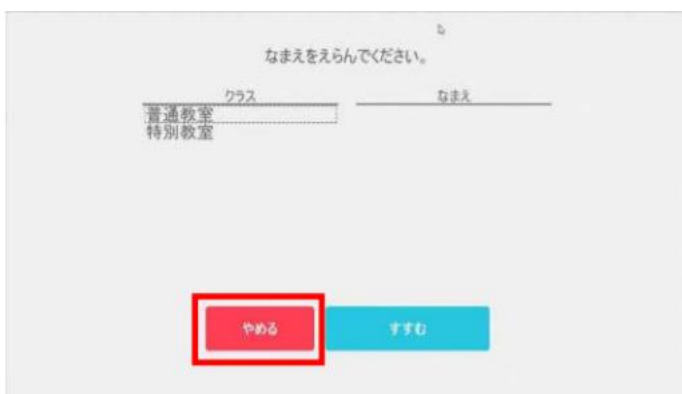 なまえをえらんでください。
クラス なまえ
普通教室
特別教室
やめる すすむ